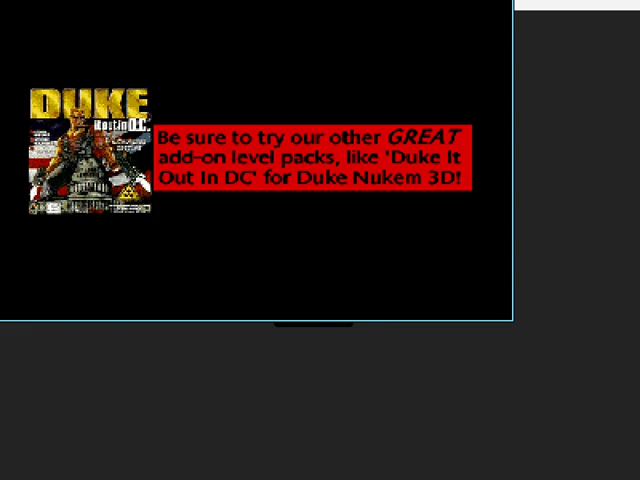 DUKE
Be sure to try our other GREAT
add-on level packs, like 'Duke It
Out In DC' for Duke Nukem 3D!